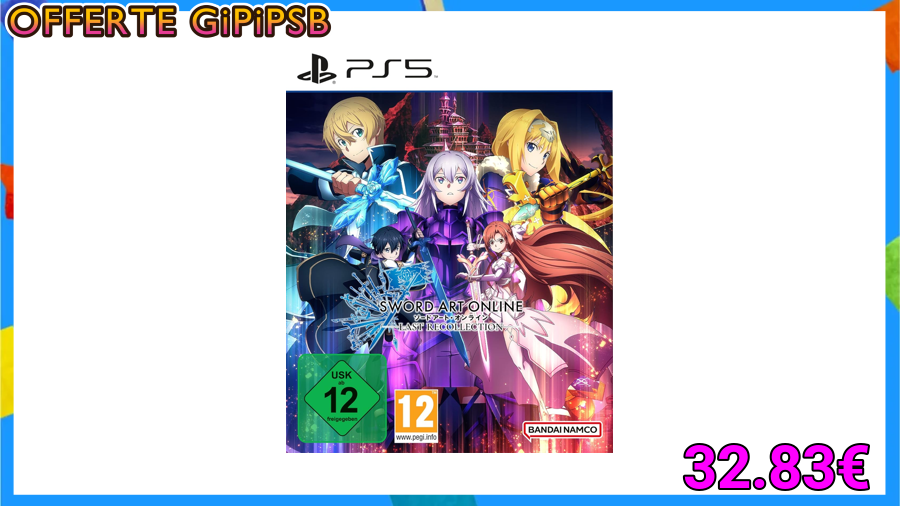 OFFERTE GiPiPSB
PS5
SWORD ART ONLINE
ソードアート・オンライン
LAST RECOLLECTION
USK
ab
12
freigegeben
12
www.pegi.info
BANDAI NAMCO
32.83€